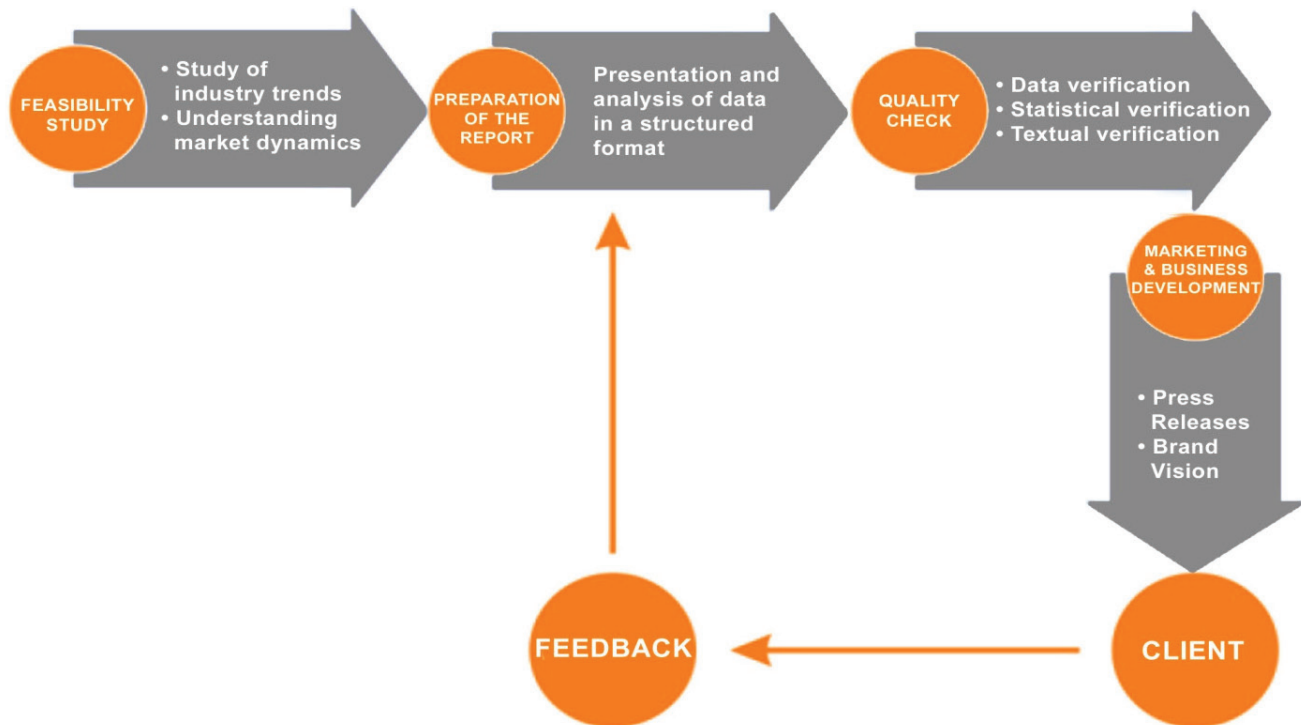 FEASIBILITY
STUDY
• Study of
industry trends
• Understanding
market dynamics
PREPARATION
OF THE
REPORT
Presentation and
analysis of data
in a structured
format
QUALITY
CHECK
• Data verification
• Statistical verification
• Textual verification
MARKETING
& BUSINESS
DEVELOPMENT
• Press
Releases
• Brand
Vision
CLIENT
FEEDBACK